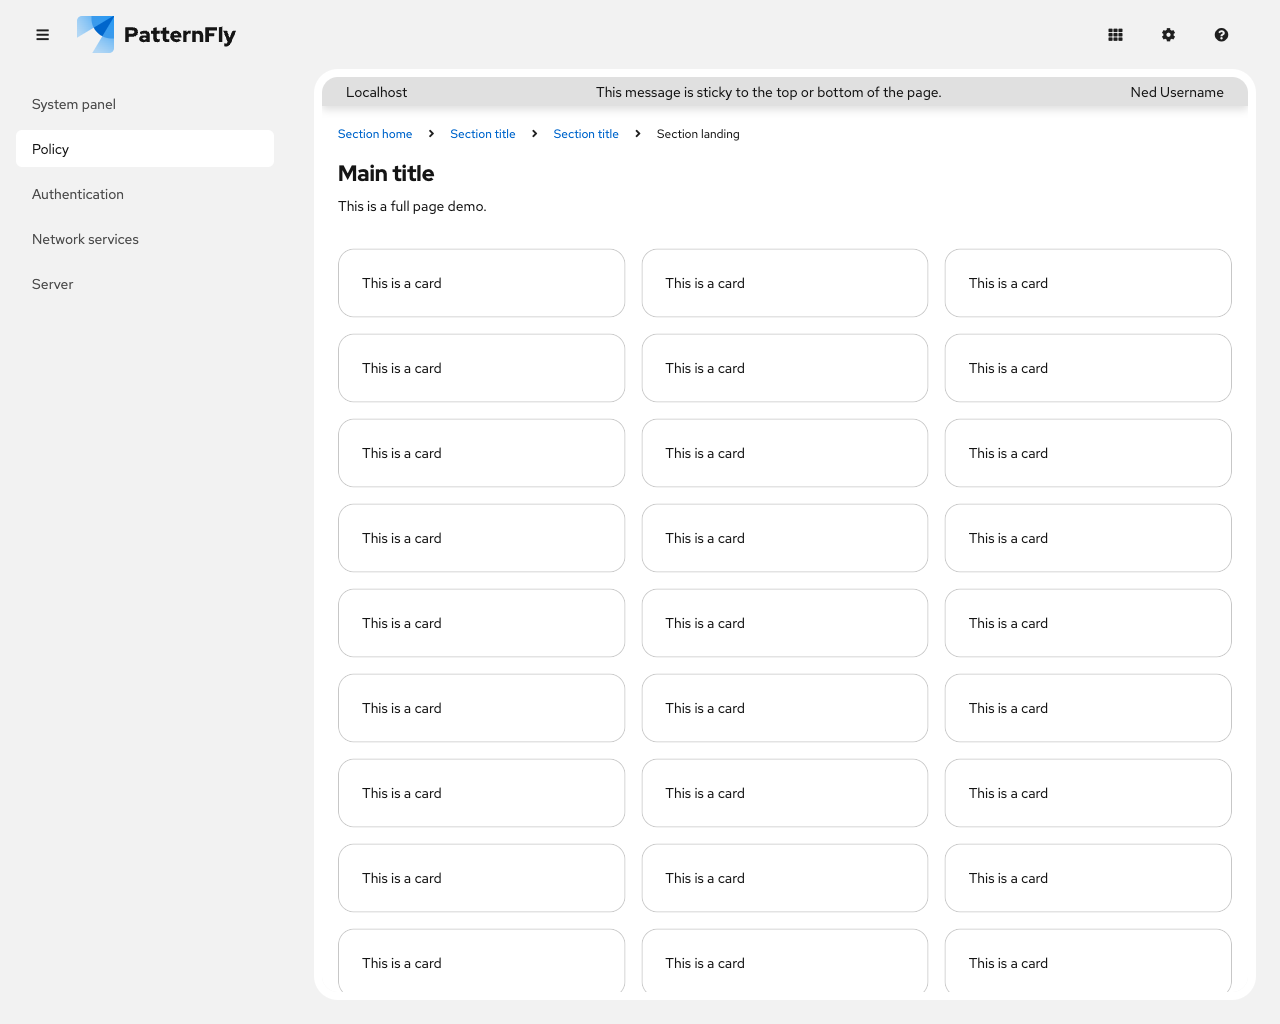 PatternFly
System panel
Policy
Authentication
Network services
Server
Localhost This message is sticky to the top or bottom of the page. Ned Username
Section home Section title Section title Section landing
Main title
This is a full page demo.
This is a card This is a card This is a card
This is a card This is a card This is a card
This is a card This is a card This is a card
This is a card This is a card This is a card
This is a card This is a card This is a card
This is a card This is a card This is a card
This is a card This is a card This is a card
This is a card This is a card This is a card
This is a card This is a card This is a card